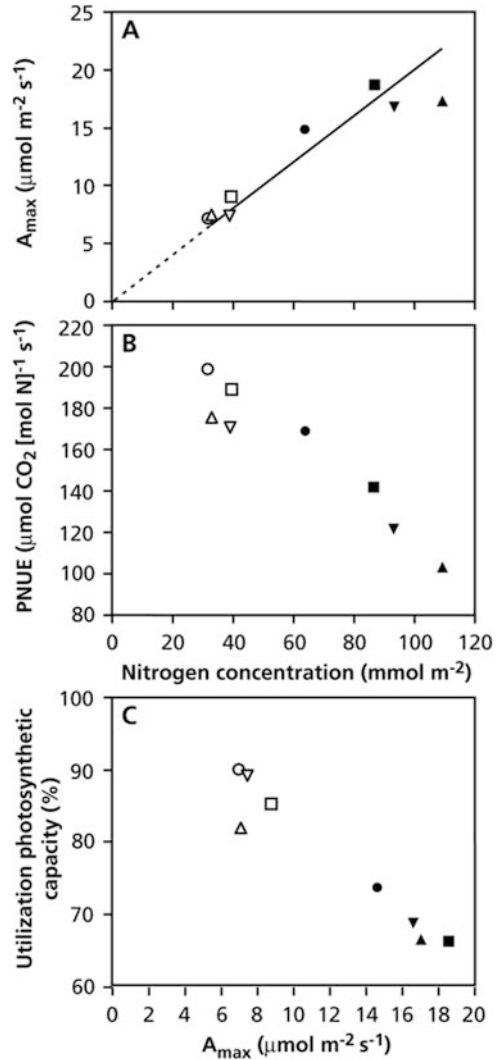 A
25
20
15
10
5
0
A_max (μmol m⁻² s⁻¹)
B
220
200
180
160
140
120
100
80
PNUE (μmol CO₂ [mol N]⁻¹ s⁻¹)
0 20 40 60 80 100 120
Nitrogen concentration (mmol m⁻²)
C
100
90
80
70
60
Utilization photosynthetic
capacity (%)
0 2 4 6 8 10 12 14 16 18 20
A_max (μmol m⁻² s⁻¹)